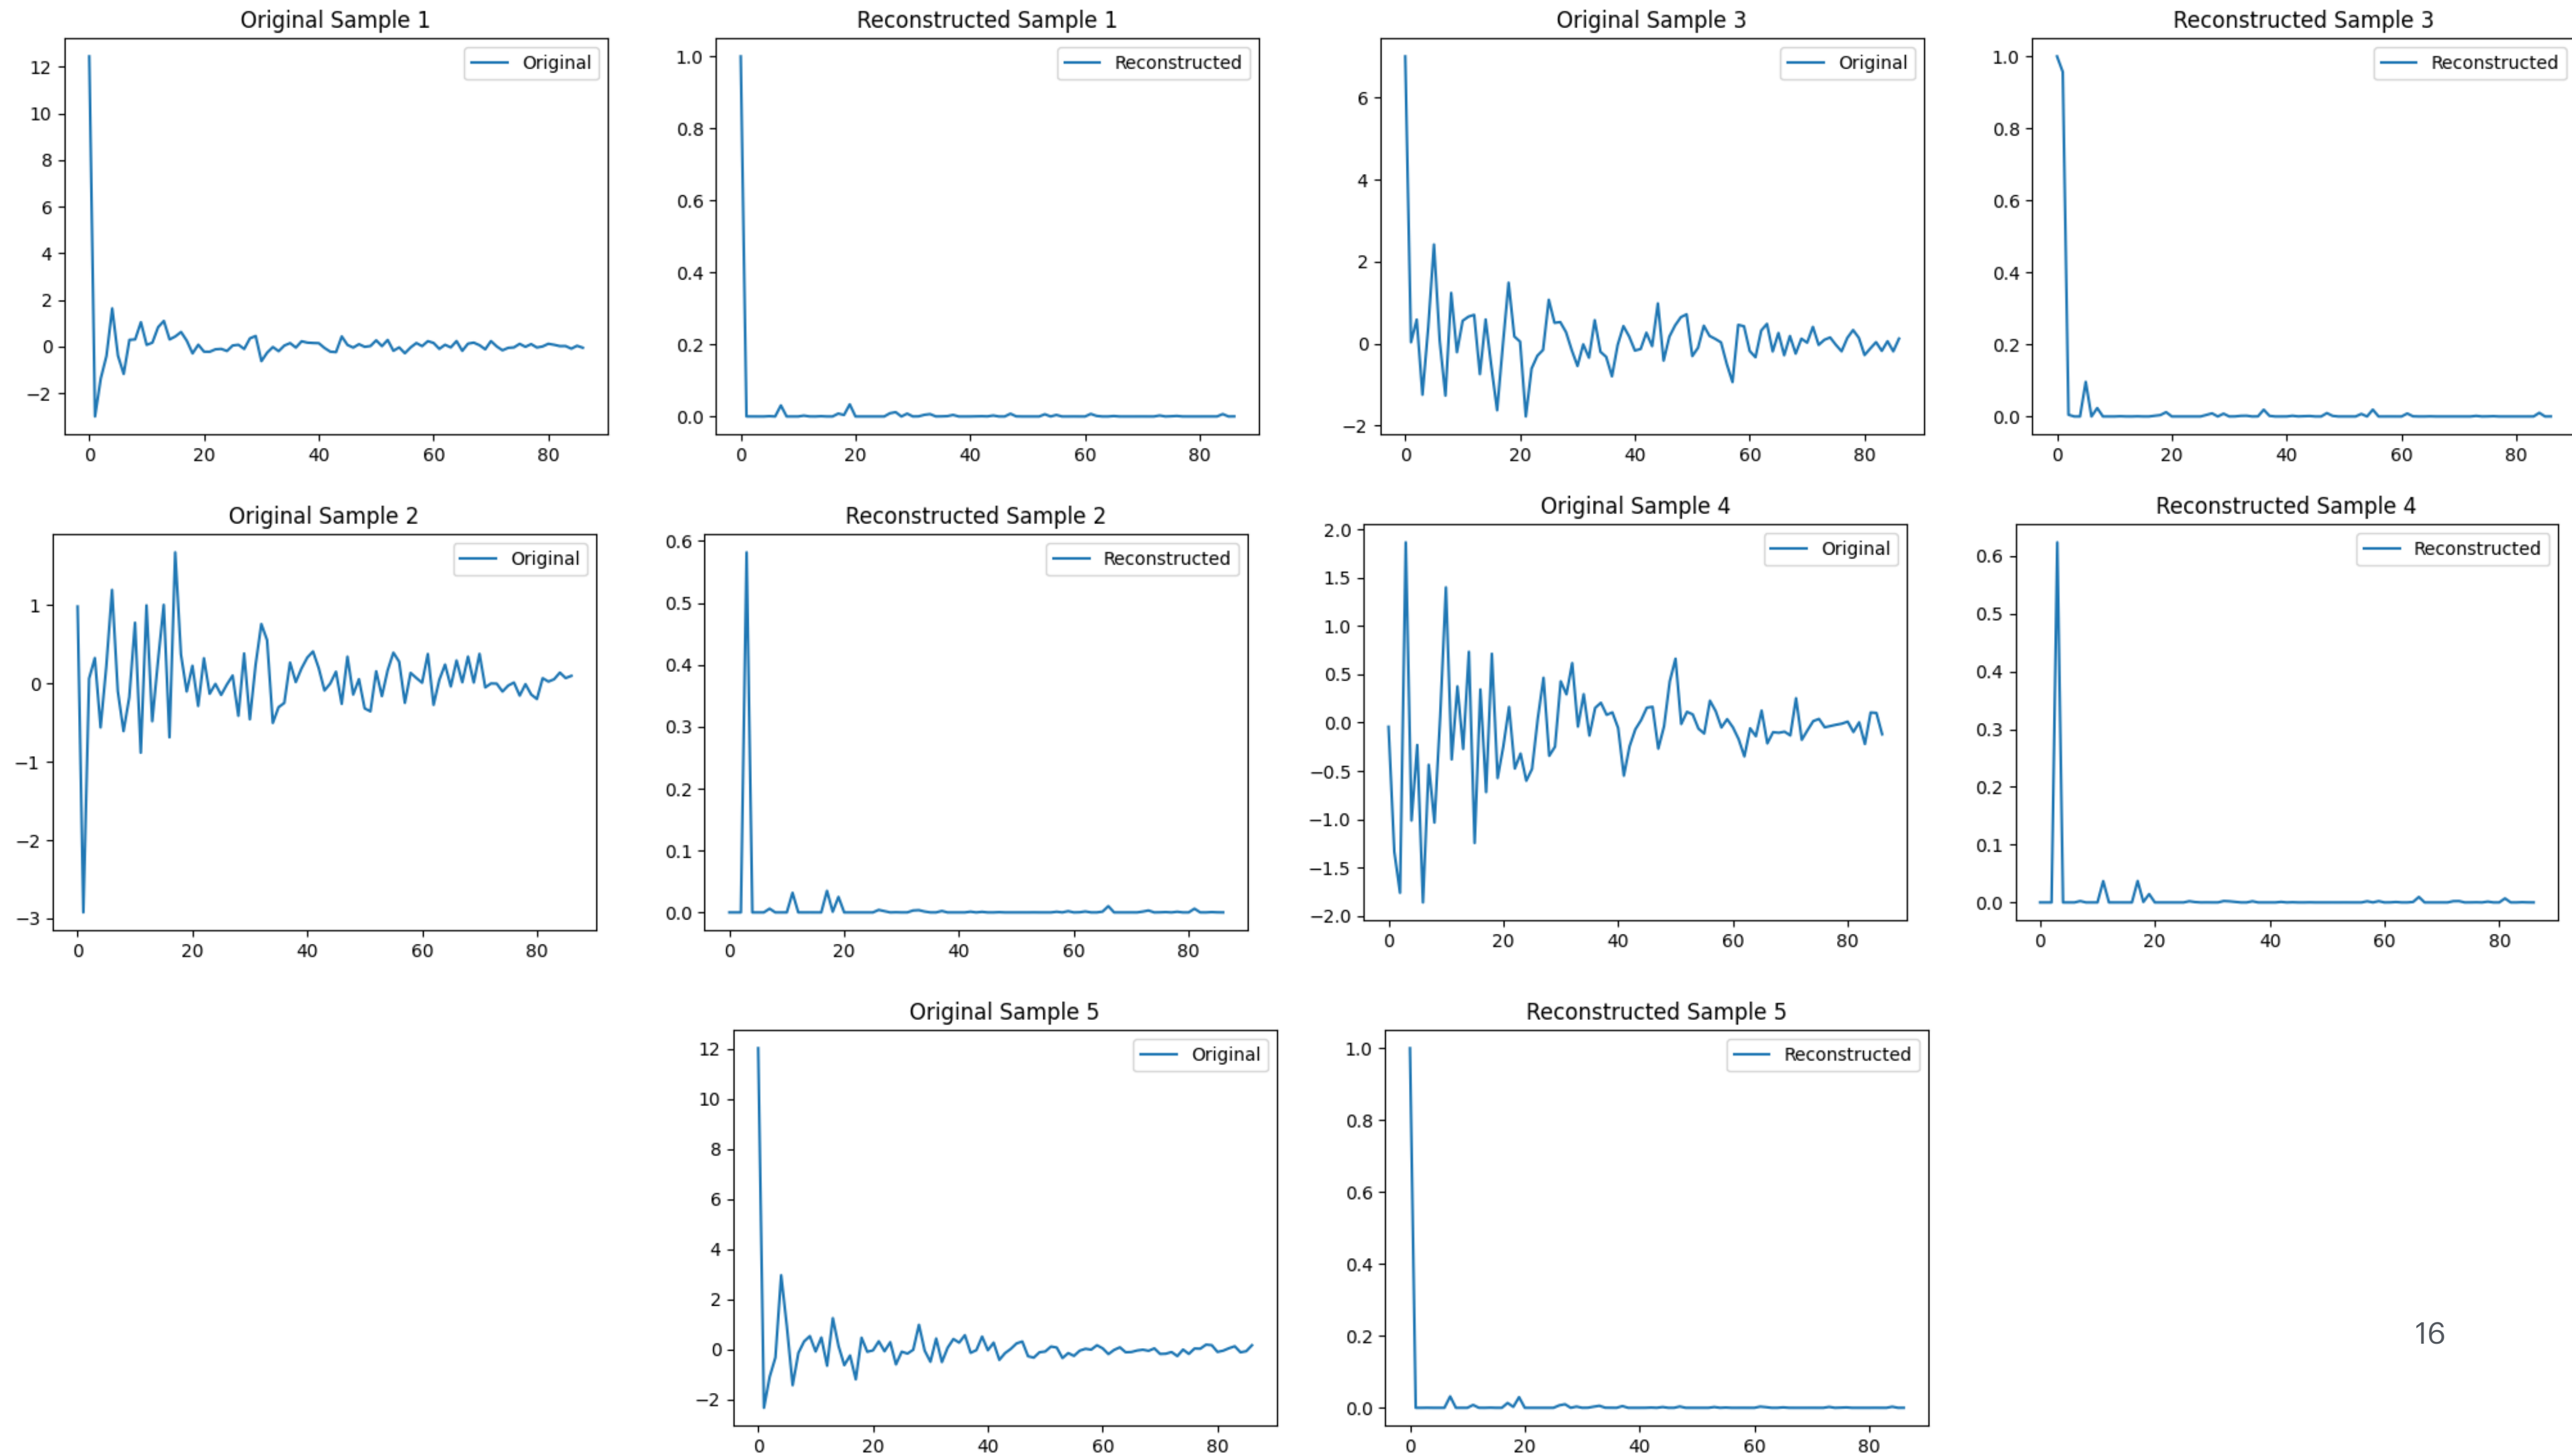 Original Sample 1
Original
12
10
8
6
4
2
0
−2
0 20 40 60 80
Reconstructed Sample 1
Reconstructed
1.0
0.8
0.6
0.4
0.2
0.0
0 20 40 60 80
Original Sample 3
Original
6
4
2
0
−2
0 20 40 60 80
Reconstructed Sample 3
Reconstructed
1.0
0.8
0.6
0.4
0.2
0.0
0 20 40 60 80
Original Sample 2
Original
1
0
−1
−2
−3
0 20 40 60 80
Reconstructed Sample 2
Reconstructed
0.6
0.5
0.4
0.3
0.2
0.1
0.0
0 20 40 60 80
Original Sample 4
Original
2.0
1.5
1.0
0.5
0.0
−0.5
−1.0
−1.5
−2.0
0 20 40 60 80
Reconstructed Sample 4
Reconstructed
0.6
0.5
0.4
0.3
0.2
0.1
0.0
0 20 40 60 80
Original Sample 5
Original
12
10
8
6
4
2
0
−2
0 20 40 60 80
Reconstructed Sample 5
Reconstructed
1.0
0.8
0.6
0.4
0.2
0.0
0 20 40 60 80
16